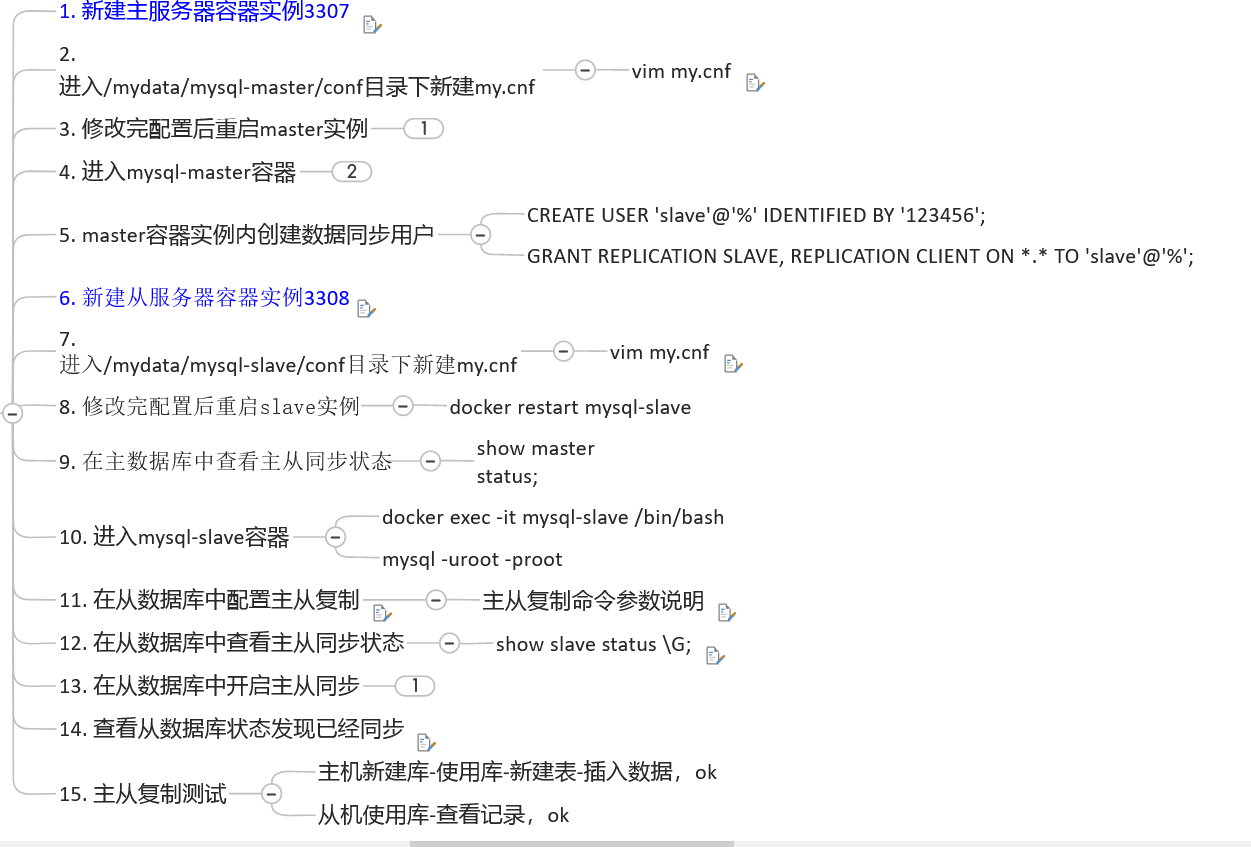 1. 新建主服务器容器实例3307
2.
进入/mydata/mysql-master/conf目录下新建my.cnf
vim my.cnf
3. 修改完配置后重启master实例
1
4. 进入mysql-master容器
2
5. master容器实例内创建数据同步用户
CREATE USER 'slave'@'%' IDENTIFIED BY '123456';
GRANT REPLICATION SLAVE, REPLICATION CLIENT ON *.* TO 'slave'@'%';
6. 新建从服务器容器实例3308
7.
进入/mydata/mysql-slave/conf目录下新建my.cnf
vim my.cnf
8. 修改完配置后重启slave实例
docker restart mysql-slave
9. 在主数据库中查看主从同步状态
show master
status;
10. 进入mysql-slave容器
docker exec -it mysql-slave /bin/bash
mysql -uroot -proot
11. 在从数据库中配置主从复制
主从复制命令参数说明
12. 在从数据库中查看主从同步状态
show slave status \G;
13. 在从数据库中开启主从同步
1
14. 查看从数据库状态发现已经同步
15. 主从复制测试
主机新建库-使用库-新建表-插入数据，ok
从机使用库-查看记录，ok